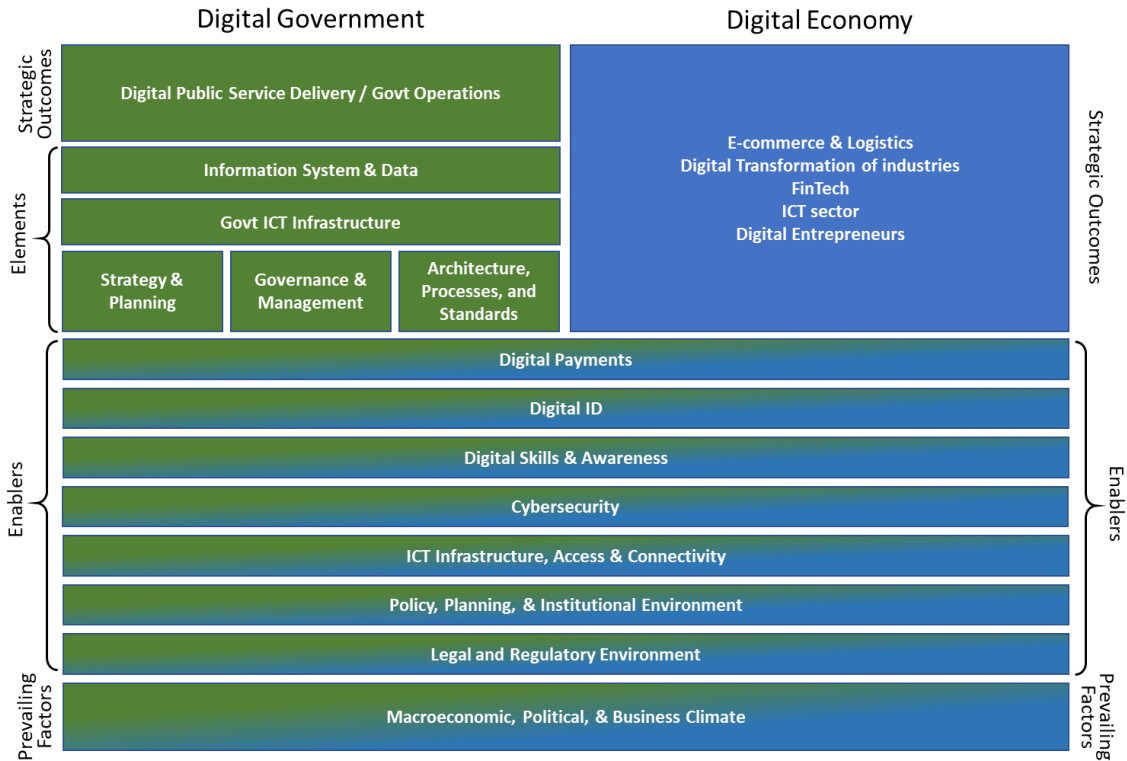 Digital Government
Digital Economy
Strategic
Outcomes
Digital Public Service Delivery / Govt Operations
Elements
Information System & Data
Govt ICT Infrastructure
Strategy &
Planning
Governance &
Management
Architecture,
Processes, and
Standards
E-commerce & Logistics
Digital Transformation of industries
FinTech
ICT sector
Digital Entrepreneurs
Strategic Outcomes
Enablers
Digital Payments
Digital ID
Digital Skills & Awareness
Cybersecurity
ICT Infrastructure, Access & Connectivity
Policy, Planning, & Institutional Environment
Legal and Regulatory Environment
Enablers
Prevailing
Factors
Macroeconomic, Political, & Business Climate
Prevailing
Factors